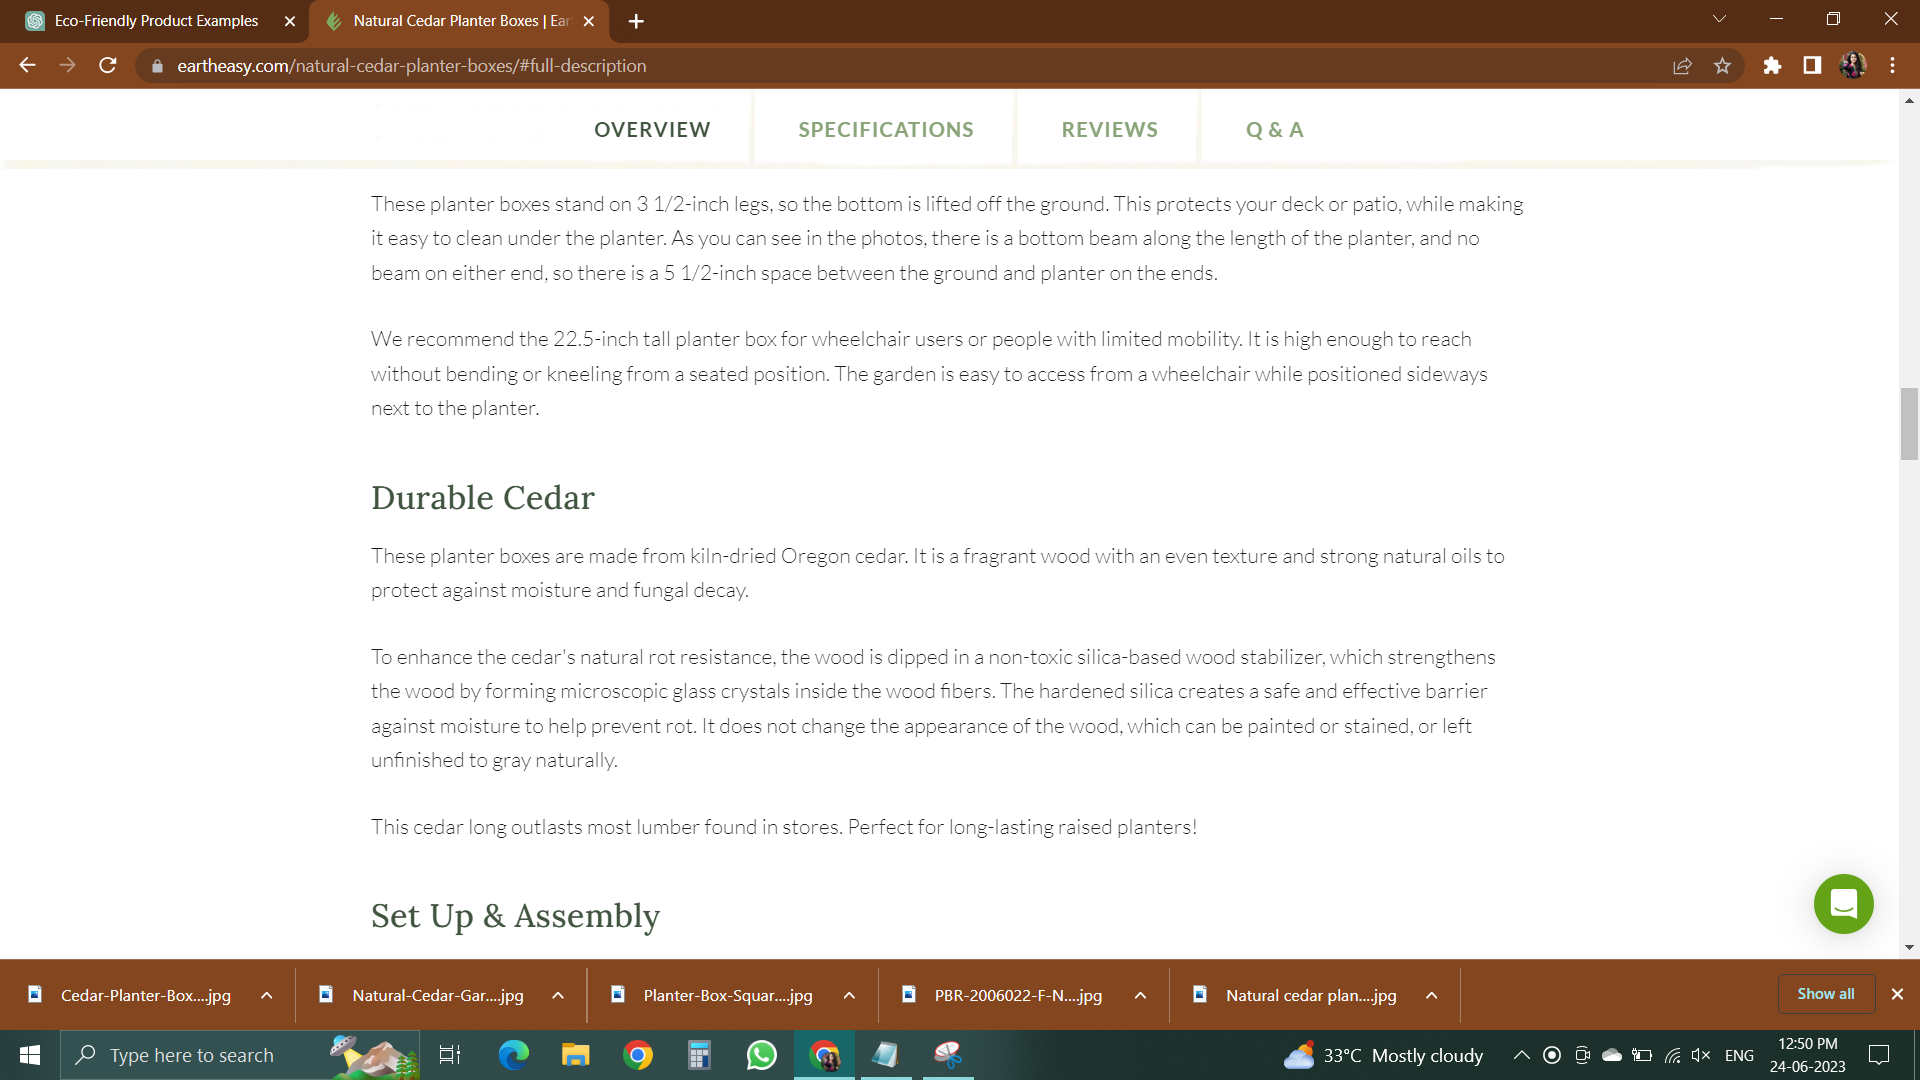 Eco-Friendly Product Examples
Natural Cedar Planter Boxes | Ear
eartheasy.com/natural-cedar-planter-boxes/#full-description
OVERVIEW
SPECIFICATIONS
REVIEWS
Q & A
These planter boxes stand on 3 1/2-inch legs, so the bottom is lifted off the ground. This protects your deck or patio, while making
it easy to clean under the planter. As you can see in the photos, there is a bottom beam along the length of the planter, and no
beam on either end, so there is a 5 1/2-inch space between the ground and planter on the ends.
We recommend the 22.5-inch tall planter box for wheelchair users or people with limited mobility. It is high enough to reach
without bending or kneeling from a seated position. The garden is easy to access from a wheelchair while positioned sideways
next to the planter.
Durable Cedar
These planter boxes are made from kiln-dried Oregon cedar. It is a fragrant wood with an even texture and strong natural oils to
protect against moisture and fungal decay.
To enhance the cedar's natural rot resistance, the wood is dipped in a non-toxic silica-based wood stabilizer, which strengthens
the wood by forming microscopic glass crystals inside the wood fibers. The hardened silica creates a safe and effective barrier
against moisture to help prevent rot. It does not change the appearance of the wood, which can be painted or stained, or left
unfinished to gray naturally.
This cedar long outlasts most lumber found in stores. Perfect for long-lasting raised planters!
Set Up & Assembly
Cedar-Planter-Box....jpg
Natural-Cedar-Gar....jpg
Planter-Box-Squar....jpg
PBR-2006022-F-N....jpg
Natural cedar plan....jpg
Show all
Type here to search
33°C Mostly cloudy
ENG
12:50 PM
24-06-2023